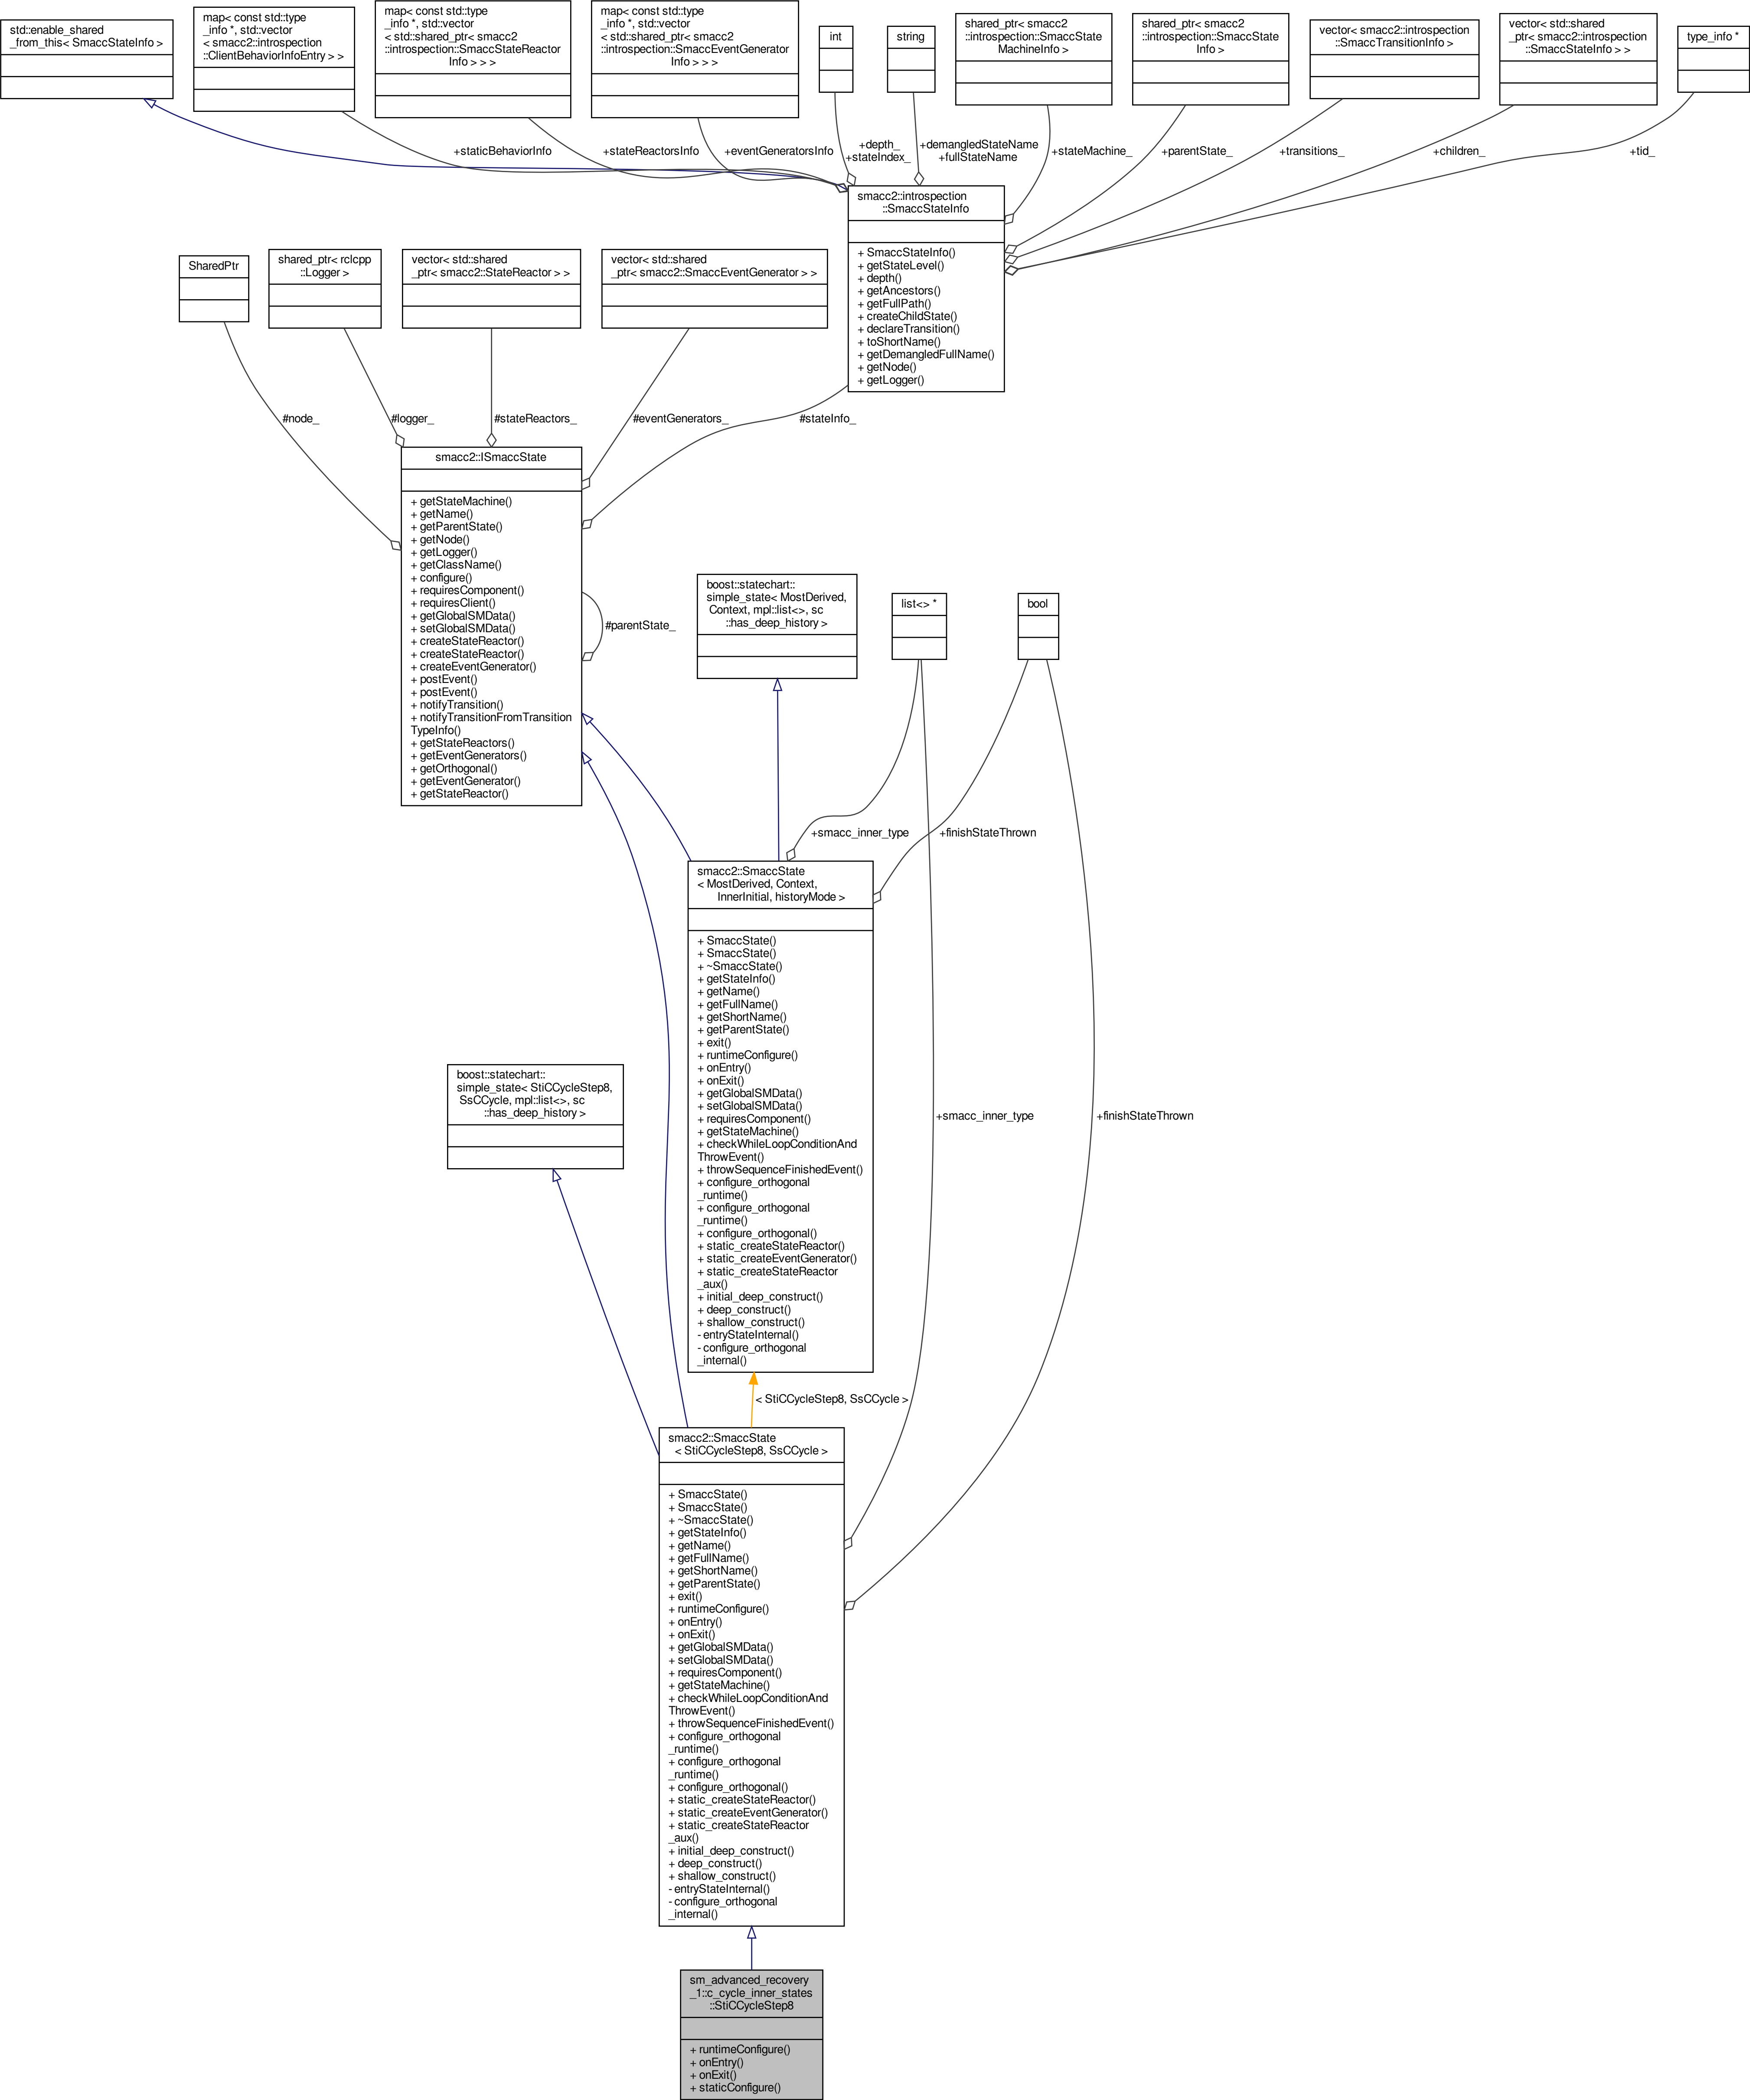 std::enable_shared
_from_this< SmaccStateInfo >
map< const std::type
_info *, std::vector
< smacc2::introspection
::ClientBehaviorInfoEntry > >
map< const std::type
_info *, std::vector
< std::shared_ptr< smacc2
::introspection::SmaccStateReactor
Info > > >
map< const std::type
_info *, std::vector
< std::shared_ptr< smacc2
::introspection::SmaccEventGenerator
Info > > >
int
string
shared_ptr< smacc2
::introspection::SmaccState
MachineInfo >
shared_ptr< smacc2
::introspection::SmaccState
Info >
vector< smacc2::introspection
::SmaccTransitionInfo >
vector< std::shared
_ptr< smacc2::introspection
::SmaccStateInfo > >
type_info *
+staticBehaviorInfo
+stateReactorsInfo
+eventGeneratorsInfo
+depth_
+stateIndex_
+demangledStateName
+fullStateName
+stateMachine_
+parentState_
+transitions_
+children_
+tid_
smacc2::introspection
::SmaccStateInfo
+ SmaccStateInfo()
+ getStateLevel()
+ depth()
+ getAncestors()
+ getFullPath()
+ createChildState()
+ declareTransition()
+ toShortName()
+ getDemangledFullName()
+ getNode()
+ getLogger()
SharedPtr
shared_ptr< rclcpp
::Logger >
vector< std::shared
_ptr< smacc2::StateReactor > >
vector< std::shared
_ptr< smacc2::SmaccEventGenerator > >
#node_
#logger_
#stateReactors_
#eventGenerators_
#stateInfo_
smacc2::ISmaccState
+ getStateMachine()
+ getName()
+ getParentState()
+ getNode()
+ getLogger()
+ getClassName()
+ configure()
+ requiresComponent()
+ requiresClient()
+ getGlobalSMData()
+ setGlobalSMData()
+ createStateReactor()
+ createStateReactor()
+ createEventGenerator()
+ postEvent()
+ postEvent()
+ notifyTransition()
+ notifyTransitionFromTransition
TypeInfo()
+ getStateReactors()
+ getEventGenerators()
+ getOrthogonal()
+ getEventGenerator()
+ getStateReactor()
#parentState_
boost::statechart::
simple_state< MostDerived,
Context, mpl::list<>, sc
::has_deep_history >
list<> *
bool
+smacc_inner_type
+finishStateThrown
smacc2::SmaccState
< MostDerived, Context,
InnerInitial, historyMode >
+ SmaccState()
+ SmaccState()
+ ~SmaccState()
+ getStateInfo()
+ getName()
+ getFullName()
+ getShortName()
+ getParentState()
+ exit()
+ runtimeConfigure()
+ onEntry()
+ onExit()
+ getGlobalSMData()
+ setGlobalSMData()
+ requiresComponent()
+ getStateMachine()
+ checkWhileLoopConditionAnd
ThrowEvent()
+ throwSequenceFinishedEvent()
+ configure_orthogonal
_runtime()
+ configure_orthogonal
_runtime()
+ configure_orthogonal()
+ static_createStateReactor()
+ static_createEventGenerator()
+ static_createStateReactor
_aux()
+ initial_deep_construct()
+ deep_construct()
+ shallow_construct()
- entryStateInternal()
- configure_orthogonal
_internal()
boost::statechart::
simple_state< StiCCycleStep8,
SsCCycle, mpl::list<>, sc
::has_deep_history >
+smacc_inner_type
+finishStateThrown
< StiCCycleStep8, SsCCycle >
smacc2::SmaccState
< StiCCycleStep8, SsCCycle >
+ SmaccState()
+ SmaccState()
+ ~SmaccState()
+ getStateInfo()
+ getName()
+ getFullName()
+ getShortName()
+ getParentState()
+ exit()
+ runtimeConfigure()
+ onEntry()
+ onExit()
+ getGlobalSMData()
+ setGlobalSMData()
+ requiresComponent()
+ getStateMachine()
+ checkWhileLoopConditionAnd
ThrowEvent()
+ throwSequenceFinishedEvent()
+ configure_orthogonal
_runtime()
+ configure_orthogonal
_runtime()
+ configure_orthogonal()
+ static_createStateReactor()
+ static_createEventGenerator()
+ static_createStateReactor
_aux()
+ initial_deep_construct()
+ deep_construct()
+ shallow_construct()
- entryStateInternal()
- configure_orthogonal
_internal()
sm_advanced_recovery
_1::c_cycle_inner_states
::StiCCycleStep8
+ runtimeConfigure()
+ onEntry()
+ onExit()
+ staticConfigure()